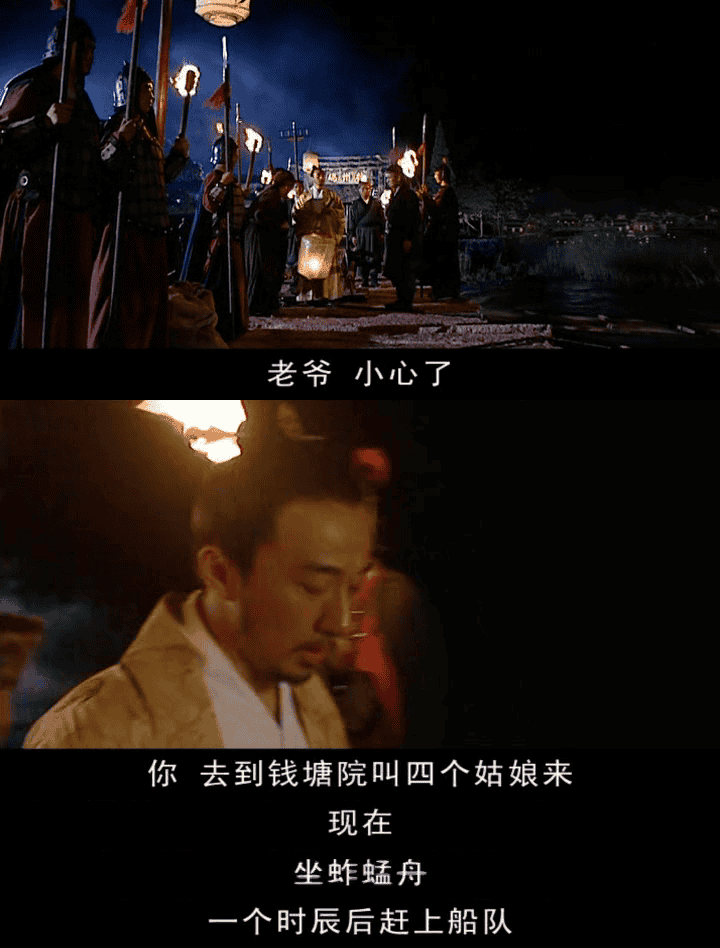 老爷 小心了
你 去到钱塘院叫四个姑娘来
现在
坐蚱蜢舟
一个时辰后赶上船队